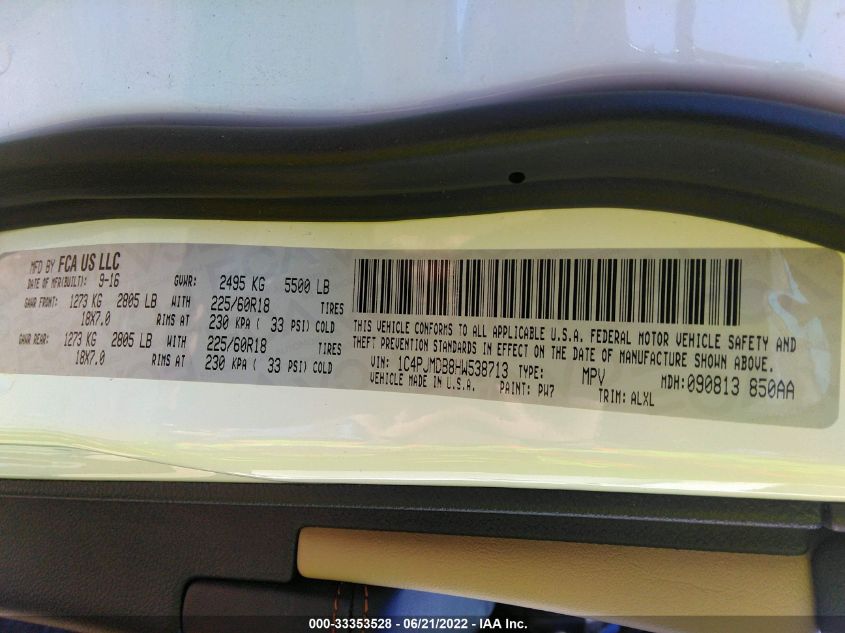 MFD BY FCA US LLC
DATE OF MFR(BUILT): 9-16 GVWR: 2495 KG 5500 LB
GAWR FRONT: 1273 KG 2805 LB WITH 225/60R18 TIRES
18X7.0 RIMS AT 230 KPA ( 33 PSI) COLD
GAWR REAR: 1273 KG 2805 LB WITH 225/60R18 TIRES
18X7.0 RIMS AT 230 KPA ( 33 PSI) COLD
THIS VEHICLE CONFORMS TO ALL APPLICABLE U.S.A. FEDERAL MOTOR VEHICLE SAFETY AND
THEFT PREVENTION STANDARDS IN EFFECT ON THE DATE OF MANUFACTURE SHOWN ABOVE.
VIN: 1C4PJMDB8HW538713 TYPE: MPV MDH: 090813 850AA
VEHICLE MADE IN U.S.A. PAINT: PW7 TRIM: ALXL
000-33353528 - 06/21/2022 - IAA Inc.